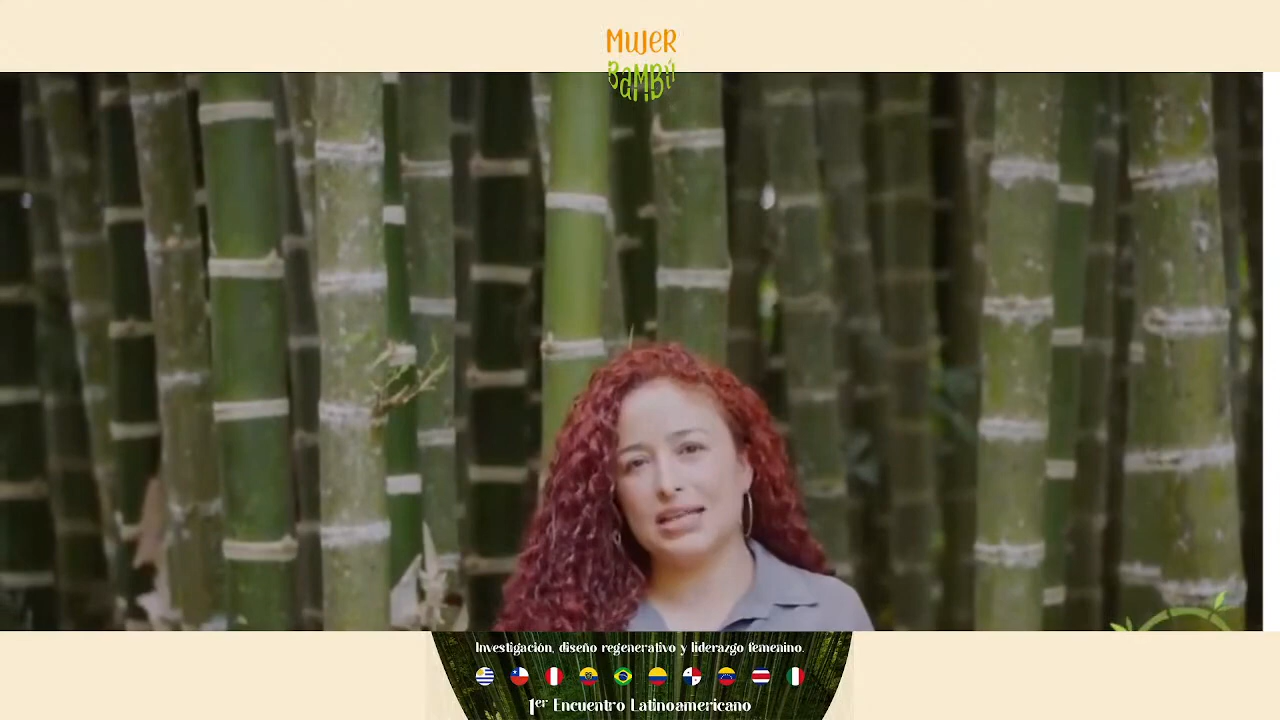 MUJER
BaMBÚ
Investigación, diseño regenerativo y liderazgo femenino.
1er Encuentro Latinoamericano